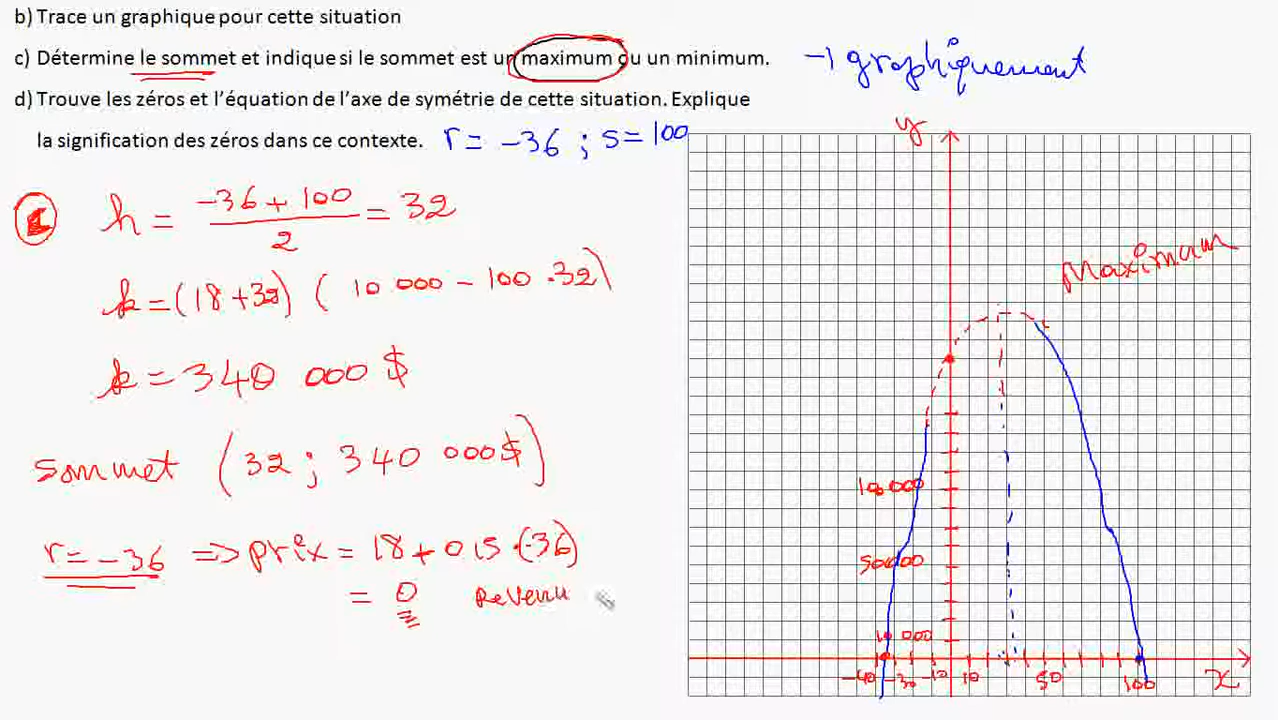 b) Trace un graphique pour cette situation
c) Détermine le sommet et indique si le sommet est un maximum ou un minimum.
→ graphiquement
d) Trouve les zéros et l'équation de l'axe de symétrie de cette situation. Explique
la signification des zéros dans ce contexte. r = -36 ; s = 100
c h = (-36 + 100)/2 = 32
k = (18 + 32) (10 000 - 100 · 32)
k = 340 000 $
Sommet (32 ; 340 000 $)
r = -36 => prix = 18 + 0,5 · (-36)
= 0 Revenu
y
Maximum
50 000
10 000
-40 -30 -10 10 50 100 x